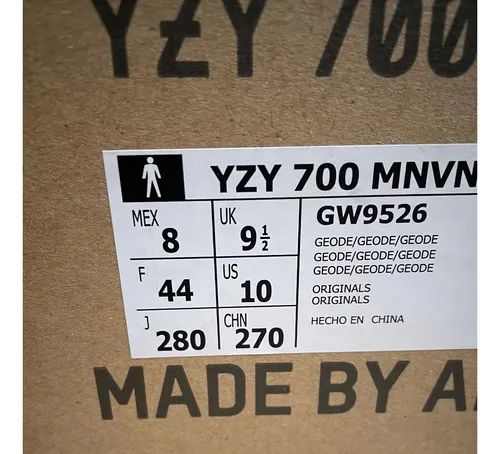 YZY 700
YZY 700 MNVN
MEX 8
UK 9½
GW9526
GEODE/GEODE/GEODE
GEODE/GEODE/GEODE
GEODE/GEODE/GEODE
F 44
US 10
ORIGINALS
ORIGINALS
J 280
CHN 270
HECHO EN CHINA
MADE BY A